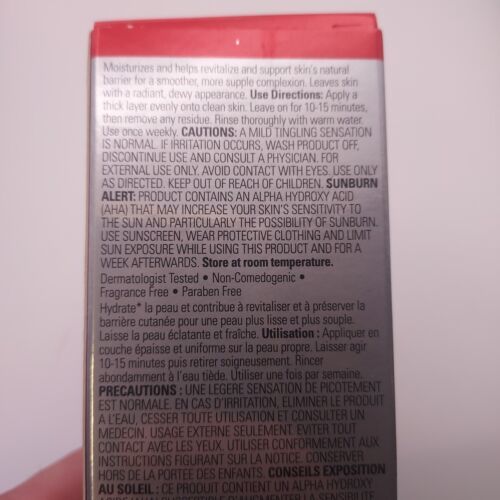 Moisturizes and helps revitalize and support skin's natural
barrier for a smoother, more supple complexion. Leaves skin
with a radiant, dewy appearance. Use Directions: Apply a
thick layer evenly onto clean skin. Leave on for 10-15 minutes,
then remove any residue. Rinse thoroughly with warm water.
Use once weekly. CAUTIONS: A MILD TINGLING SENSATION
IS NORMAL. IF IRRITATION OCCURS, WASH PRODUCT OFF,
DISCONTINUE USE AND CONSULT A PHYSICIAN. FOR
EXTERNAL USE ONLY. AVOID CONTACT WITH EYES. USE ONLY
AS DIRECTED. KEEP OUT OF REACH OF CHILDREN. SUNBURN
ALERT: PRODUCT CONTAINS AN ALPHA HYDROXY ACID
(AHA) THAT MAY INCREASE YOUR SKIN'S SENSITIVITY TO
THE SUN AND PARTICULARLY THE POSSIBILITY OF SUNBURN.
USE SUNSCREEN, WEAR PROTECTIVE CLOTHING AND LIMIT
SUN EXPOSURE WHILE USING THIS PRODUCT AND FOR A
WEEK AFTERWARDS. Store at room temperature.
Dermatologist Tested • Non-Comedogenic •
Fragrance Free • Paraben Free
Hydrate* la peau et contribue à revitaliser et à préserver la
barrière cutanée pour une peau plus lisse et plus souple.
Laisse la peau éclatante et fraîche. Utilisation : Appliquer en
couche épaisse et uniforme sur la peau propre. Laisser agir
10-15 minutes puis retirer soigneusement. Rincer
abondamment à l'eau tiède. Utiliser une fois par semaine.
PRÉCAUTIONS : UNE LÉGÈRE SENSATION DE PICOTEMENT
EST NORMALE. EN CAS D'IRRITATION, ELIMINER LE PRODUIT
A L'EAU, CESSER TOUTE UTILISATION ET CONSULTER UN
MEDECIN. USAGE EXTERNE SEULEMENT. EVITER TOUT
CONTACT AVEC LES YEUX. UTILISER CONFORMEMENT AUX
INSTRUCTIONS FIGURANT SUR LA NOTICE. CONSERVER
HORS DE LA PORTEE DES ENFANTS. CONSEILS EXPOSITION
AU SOLEIL : CE PRODUIT CONTIENT UN ALPHA HYDROXY